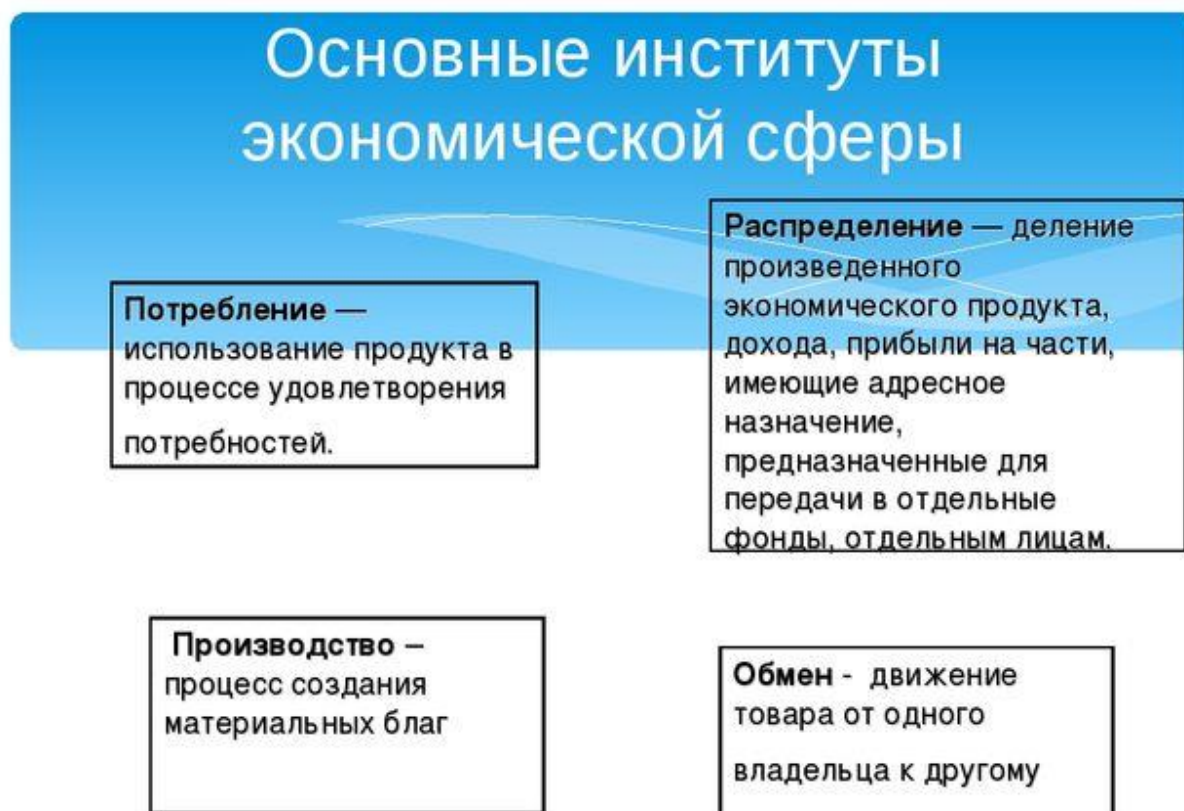 Основные институты
экономической сферы
Потребление —
использование продукта в
процессе удовлетворения
потребностей.
Распределение — деление
произведенного
экономического продукта,
дохода, прибыли на части,
имеющие адресное
назначение,
предназначенные для
передачи в отдельные
фонды, отдельным лицам.
Производство –
процесс создания
материальных благ
Обмен - движение
товара от одного
владельца к другому